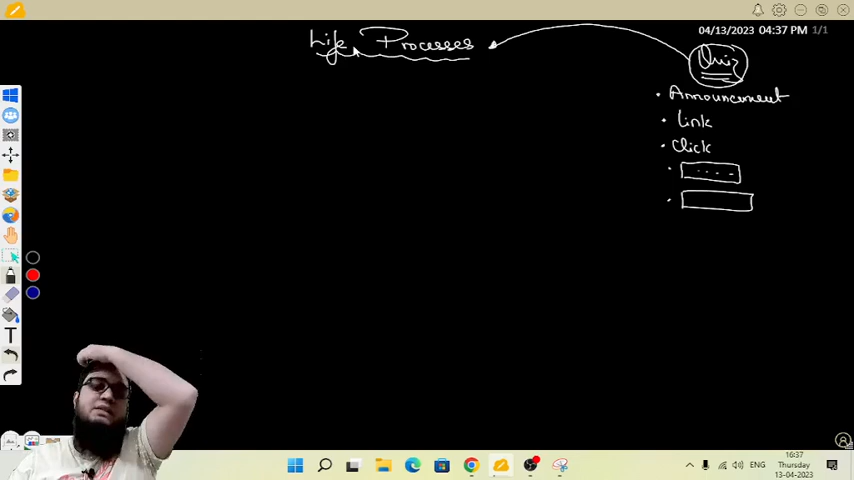 04/13/2023 04:37 PM 1/1
Life Processes
Quiz
• Announcement
• Link
• Click
T
ENG
16:37
Thursday
13-04-2023